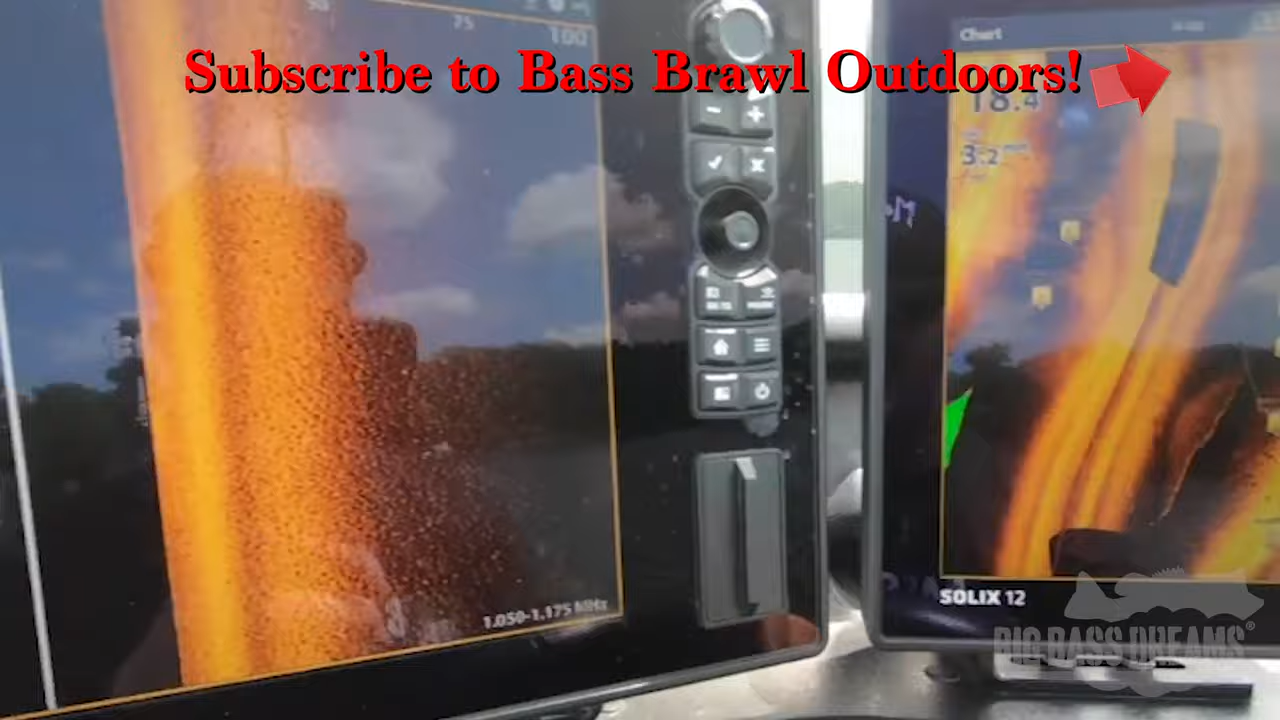 50
75
100
Subscribe to Bass Brawl Outdoors!
Chart
18.4
3.2
1.050-1.175 MHz
SOLIX 12
BIG BASS DREAMS®